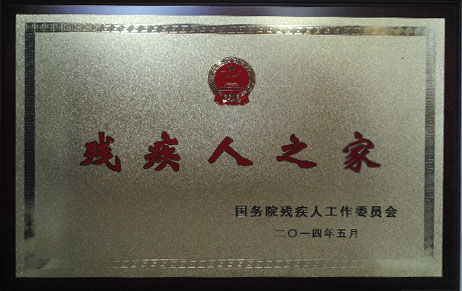 残疾人之家
国务院残疾人工作委员会
二〇一四年五月